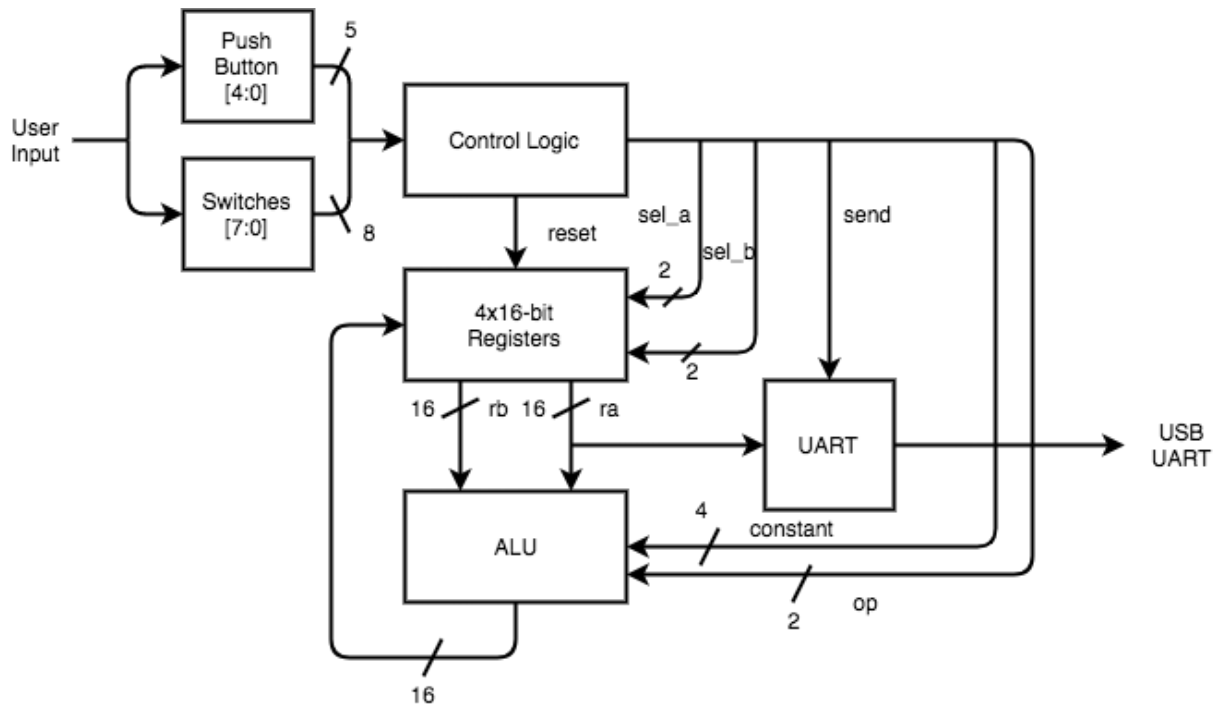 Push
Button
[4:0]
5
User
Input
Control Logic
Switches
[7:0]
8
reset
sel_a
sel_b
send
2
4x16-bit
Registers
2
16
rb
16
ra
UART
USB
UART
4
constant
ALU
2
op
16